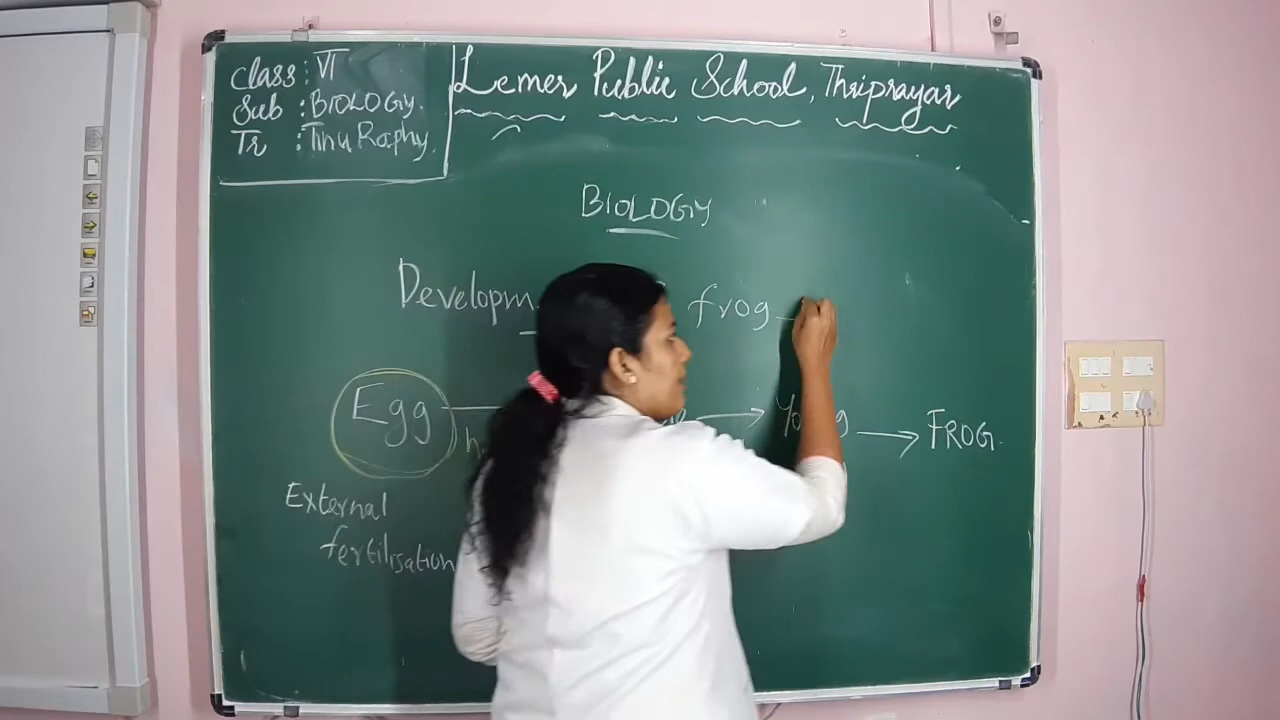 Class : VI
Sub : BIOLOGY.
Tr : Tinu Raphy.
Lemer Public School, Thriprayar
BIOLOGY
Developm frog
Egg
FROG.
External
fertilisation